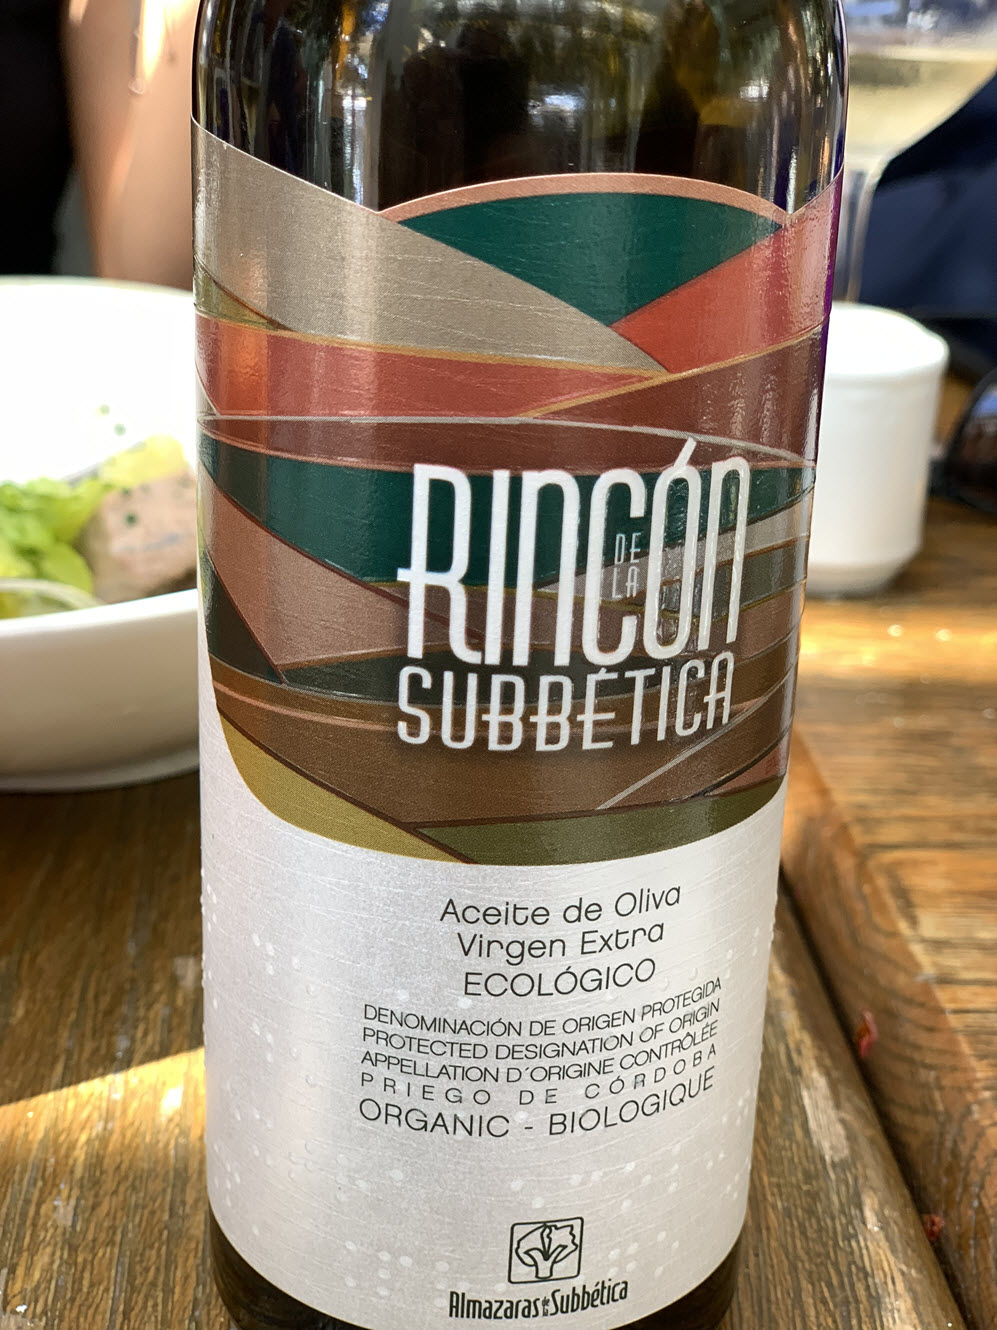 RINCÓN
DE
LA
SUBBÉTICA
Aceite de Oliva
Virgen Extra
ECOLÓGICO
DENOMINACIÓN DE ORIGEN PROTEGIDA
PROTECTED DESIGNATION OF ORIGIN
APPELLATION D´ORIGINE CONTRÔLÉE
PRIEGO DE CÓRDOBA
ORGANIC - BIOLOGIQUE
Almazaras de la Subbética